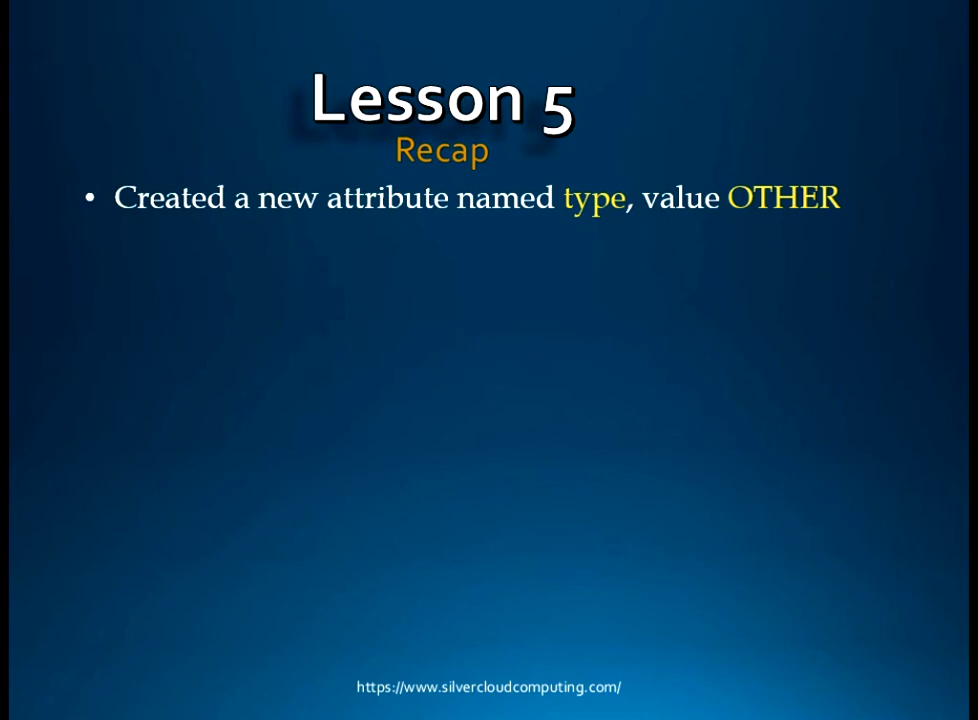 Lesson 5
Recap
• Created a new attribute named type, value OTHER
https://www.silvercloudcomputing.com/